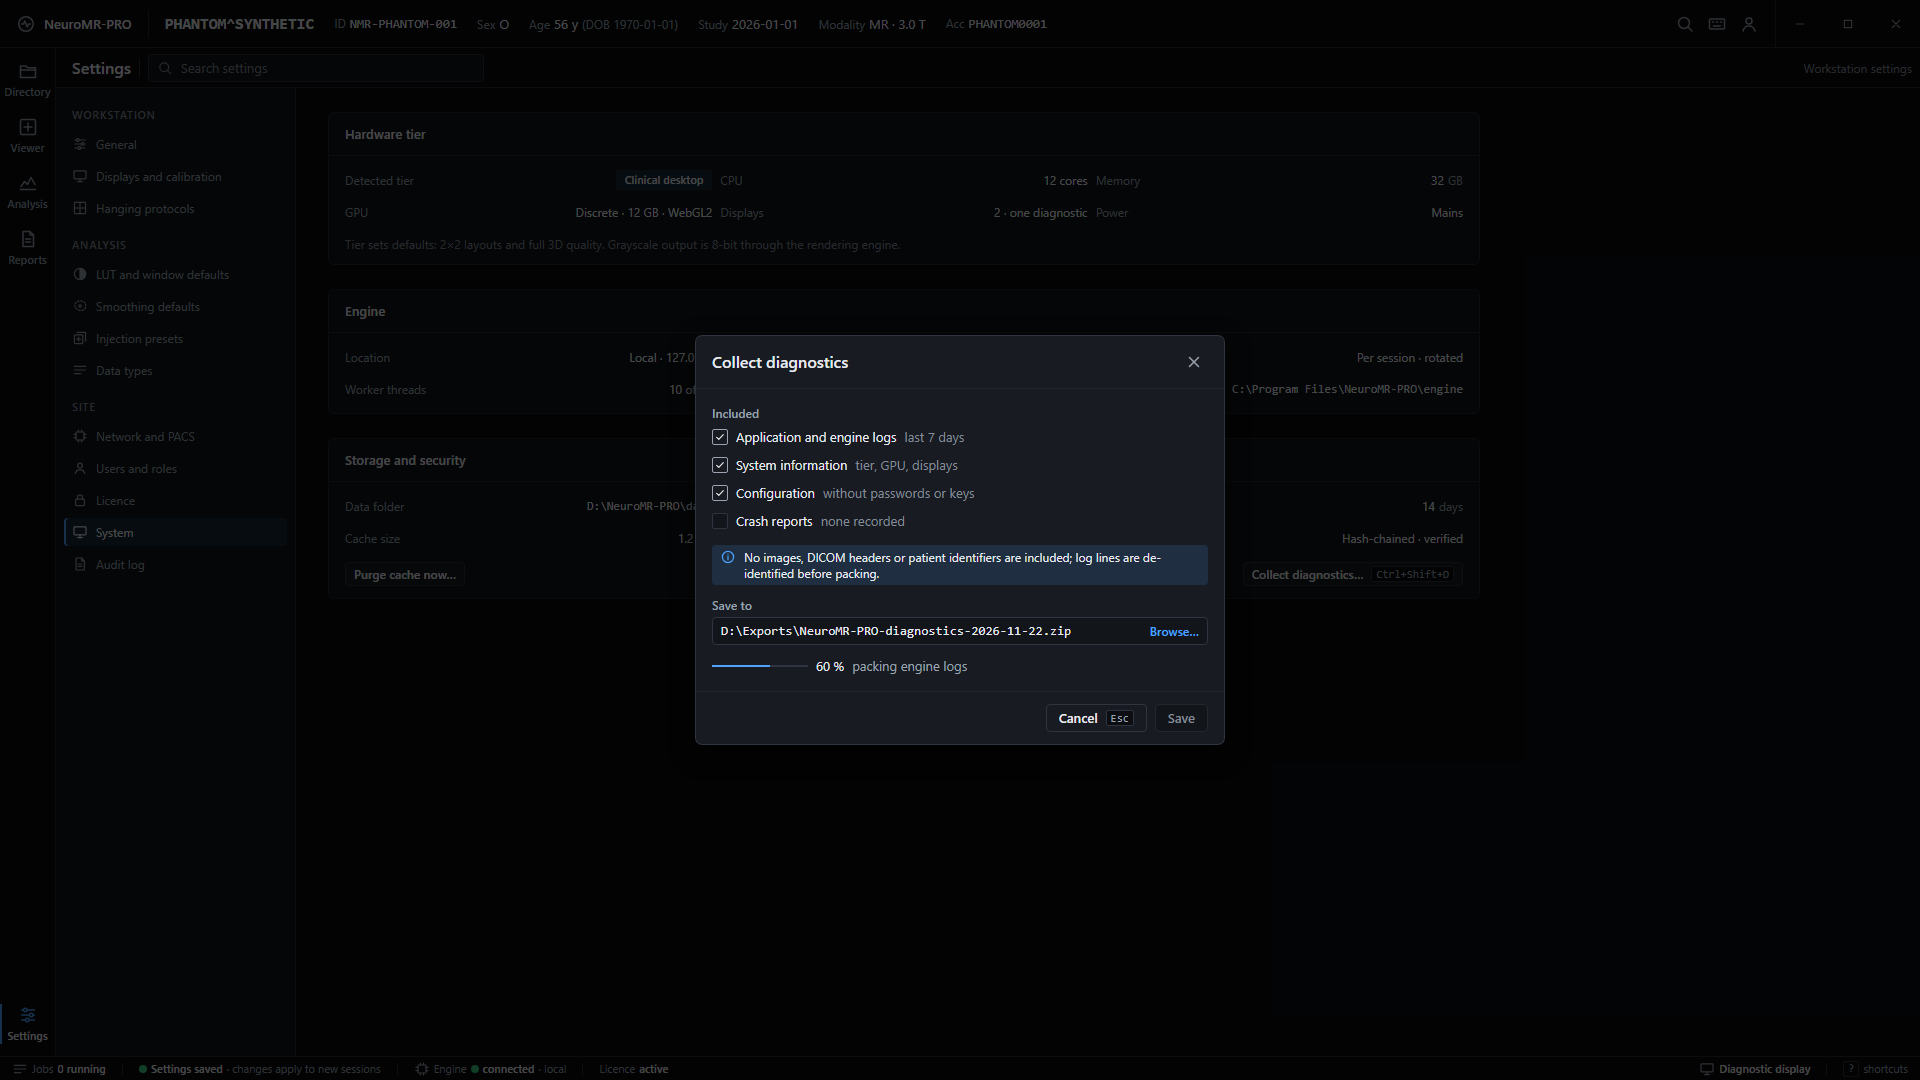 NeuroMR-PRO PHANTOM^SYNTHETIC ID NMR-PHANTOM-001 Sex O Age 56 y (DOB 1970-01-01) Study 2026-01-01 Modality MR · 3.0 T Acc PHANTOM0001
Settings Search settings Workstation settings
Directory
Viewer
Analysis
Reports
Settings
WORKSTATION
General
Displays and calibration
Hanging protocols
ANALYSIS
LUT and window defaults
Smoothing defaults
Injection presets
Data types
SITE
Network and PACS
Users and roles
Licence
System
Audit log
Hardware tier
Detected tier Clinical desktop CPU 12 cores Memory 32 GB
GPU Discrete · 12 GB · WebGL2 Displays 2 · one diagnostic Power Mains
Tier sets defaults: 2×2 layouts and full 3D quality. Grayscale output is 8-bit through the rendering engine.
Engine
Location Local · 127.0 Per session · rotated
Worker threads 10 of C:\Program Files\NeuroMR-PRO\engine
Storage and security
Data folder D:\NeuroMR-PRO\da 14 days
Cache size 1.2 Hash-chained · verified
Purge cache now... Collect diagnostics... Ctrl+Shift+D
Collect diagnostics
Included
Application and engine logs last 7 days
System information tier, GPU, displays
Configuration without passwords or keys
Crash reports none recorded
No images, DICOM headers or patient identifiers are included; log lines are de-
identified before packing.
Save to
D:\Exports\NeuroMR-PRO-diagnostics-2026-11-22.zip Browse...
60 % packing engine logs
Cancel Esc Save
Jobs 0 running Settings saved · changes apply to new sessions Engine connected · local Licence active Diagnostic display ? shortcuts